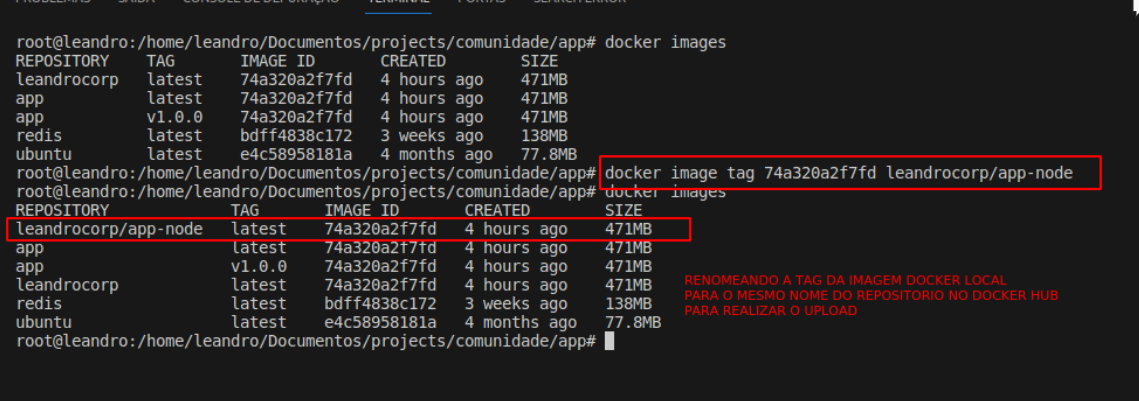 PROBLEMAS SAÍDA CONSOLE DE DEPURAÇÃO TERMINAL PORTAS SEARCH ERROR
root@leandro:/home/leandro/Documentos/projects/comunidade/app# docker images
REPOSITORY TAG IMAGE ID CREATED SIZE
leandrocorp latest 74a320a2f7fd 4 hours ago 471MB
app latest 74a320a2f7fd 4 hours ago 471MB
app v1.0.0 74a320a2f7fd 4 hours ago 471MB
redis latest bdff4838c172 3 weeks ago 138MB
ubuntu latest e4c58958181a 4 months ago 77.8MB
root@leandro:/home/leandro/Documentos/projects/comunidade/app# docker image tag 74a320a2f7fd leandrocorp/app-node
root@leandro:/home/leandro/Documentos/projects/comunidade/app# docker images
REPOSITORY TAG IMAGE ID CREATED SIZE
leandrocorp/app-node latest 74a320a2f7fd 4 hours ago 471MB
app latest 74a320a2f7fd 4 hours ago 471MB
app v1.0.0 74a320a2f7fd 4 hours ago 471MB
leandrocorp latest 74a320a2f7fd 4 hours ago 471MB
redis latest bdff4838c172 3 weeks ago 138MB
ubuntu latest e4c58958181a 4 months ago 77.8MB
root@leandro:/home/leandro/Documentos/projects/comunidade/app#
RENOMEANDO A TAG DA IMAGEM DOCKER LOCAL
PARA O MESMO NOME DO REPOSITORIO NO DOCKER HUB
PARA REALIZAR O UPLOAD